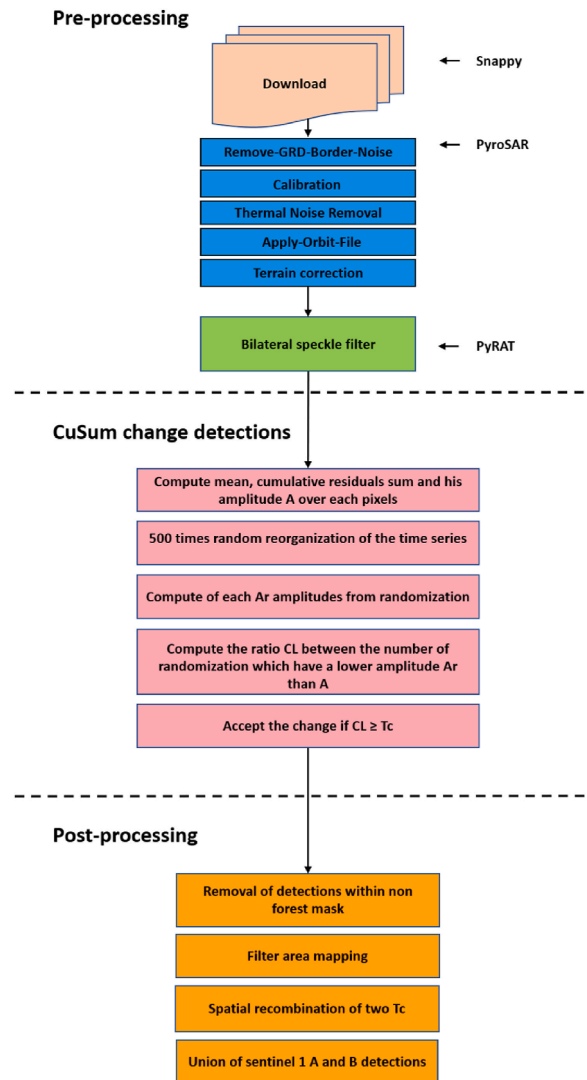 Pre-processing
Download
Snappy
Remove-GRD-Border-Noise
PyroSAR
Calibration
Thermal Noise Removal
Apply-Orbit-File
Terrain correction
Bilateral speckle filter
PyRAT
CuSum change detections
Compute mean, cumulative residuals sum and his
amplitude A over each pixels
500 times random reorganization of the time series
Compute of each Ar amplitudes from randomization
Compute the ratio CL between the number of
randomization which have a lower amplitude Ar
than A
Accept the change if CL ≥ Tc
Post-processing
Removal of detections within non
forest mask
Filter area mapping
Spatial recombination of two Tc
Union of sentinel 1 A and B detections